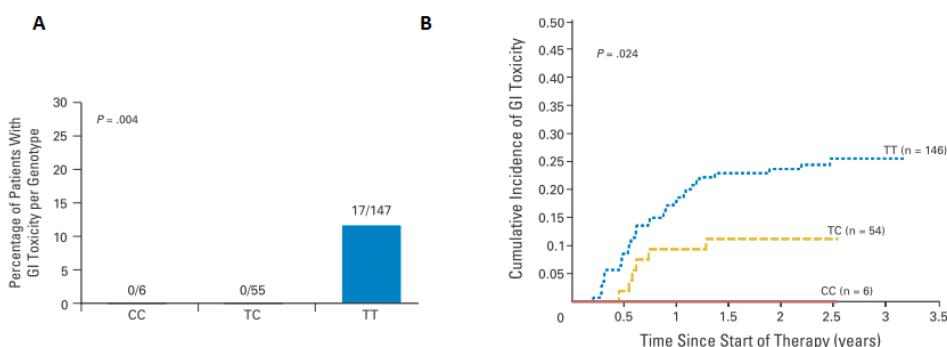 A
Percentage of Patients With
GI Toxicity per Genotype
30
25
20
15
10
5
0
P = .004
0/6
0/55
17/147
CC
TC
TT
B
Cumulative Incidence of GI Toxicity
0.50
0.45
0.40
0.35
0.30
0.25
0.20
0.15
0.10
0.05
0
P = .024
TT (n = 146)
TC (n = 54)
CC (n = 6)
0.5
1
1.5
2
2.5
3
3.5
Time Since Start of Therapy (years)